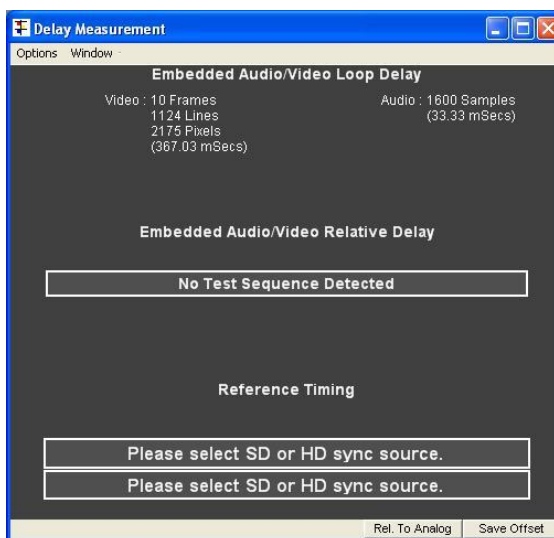 Delay Measurement
Options Window
Embedded Audio/Video Loop Delay
Video : 10 Frames
1124 Lines
2175 Pixels
(367.03 mSecs)
Audio : 1600 Samples
(33.33 mSecs)
Embedded Audio/Video Relative Delay
No Test Sequence Detected
Reference Timing
Please select SD or HD sync source.
Please select SD or HD sync source.
Rel. To Analog Save Offset